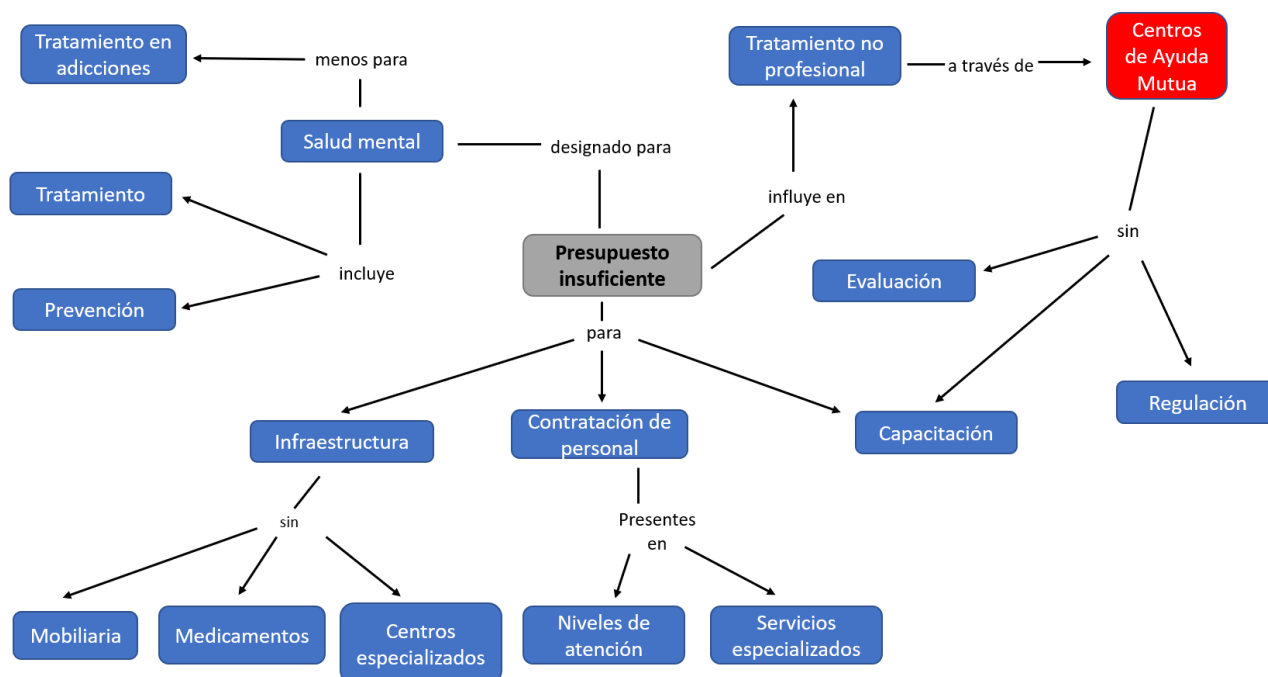 Tratamiento en
adicciones
menos para
Tratamiento no
profesional
a través de
Centros
de Ayuda
Mutua
Salud mental
designado para
Tratamiento
influye en
sin
Presupuesto
insuficiente
incluye
Evaluación
Prevención
para
Infraestructura
Contratación de
personal
Capacitación
Regulación
sin
Presentes
en
Mobiliaria
Medicamentos
Centros
especializados
Niveles de
atención
Servicios
especializados